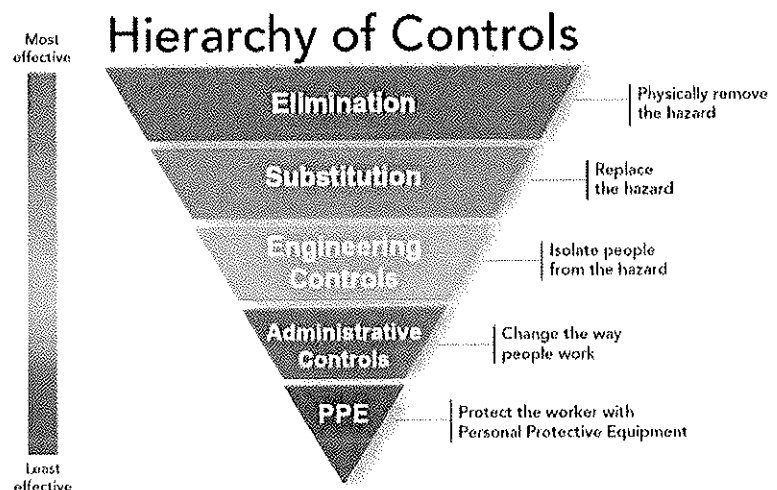 Hierarchy of Controls
Most
effective
Elimination
Physically remove
the hazard
Substitution
Replace
the hazard
Engineering
Controls
Isolate people
from the hazard
Administrative
Controls
Change the way
people work
PPE
Protect the worker with
Personal Protective Equipment
Least
effective